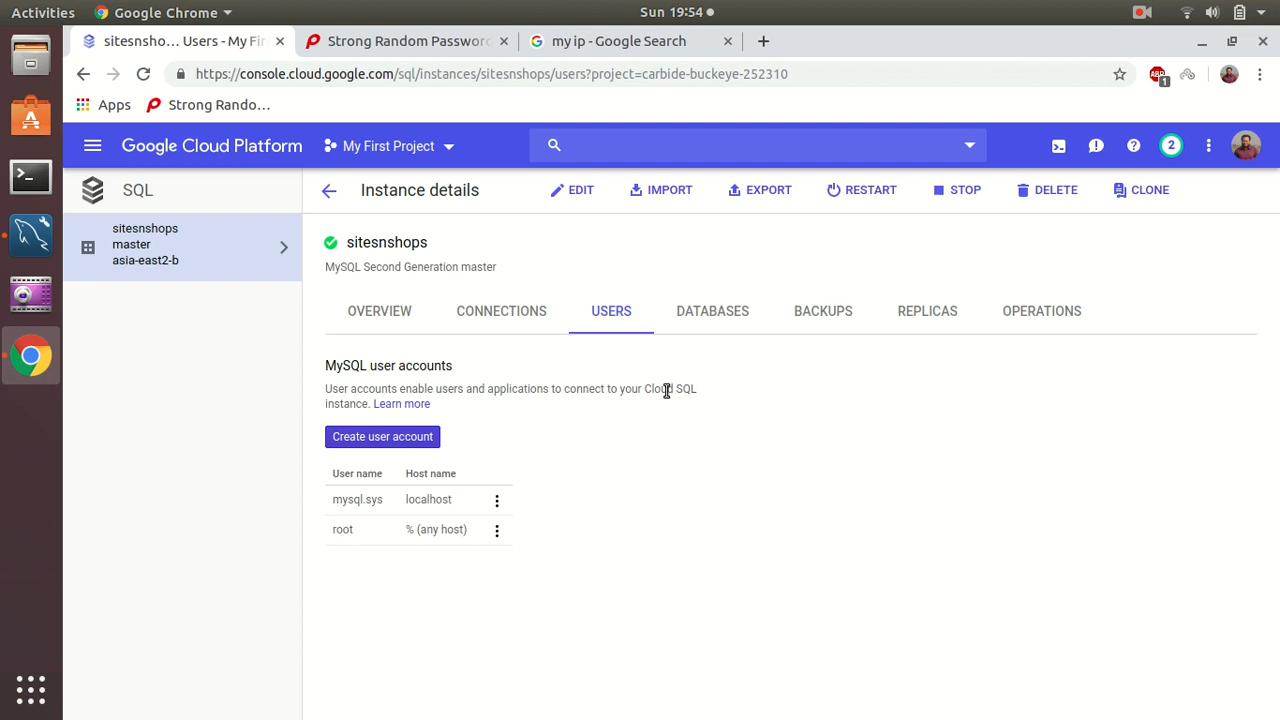 Activities
Google Chrome
Sun 19:54
sitesnsho… Users - My Fir
Strong Random Password
my ip - Google Search
https://console.cloud.google.com/sql/instances/sitesnshops/users?project=carbide-buckeye-252310
1
Apps
Strong Rando…
Google Cloud Platform
My First Project
2
SQL
Instance details
EDIT
IMPORT
EXPORT
RESTART
STOP
DELETE
CLONE
sitesnshops
master
asia-east2-b
sitesnshops
MySQL Second Generation master
OVERVIEW
CONNECTIONS
USERS
DATABASES
BACKUPS
REPLICAS
OPERATIONS
MySQL user accounts
User accounts enable users and applications to connect to your Cloud SQL
instance. Learn more
Create user account
User name Host name
mysql.sys localhost
root % (any host)